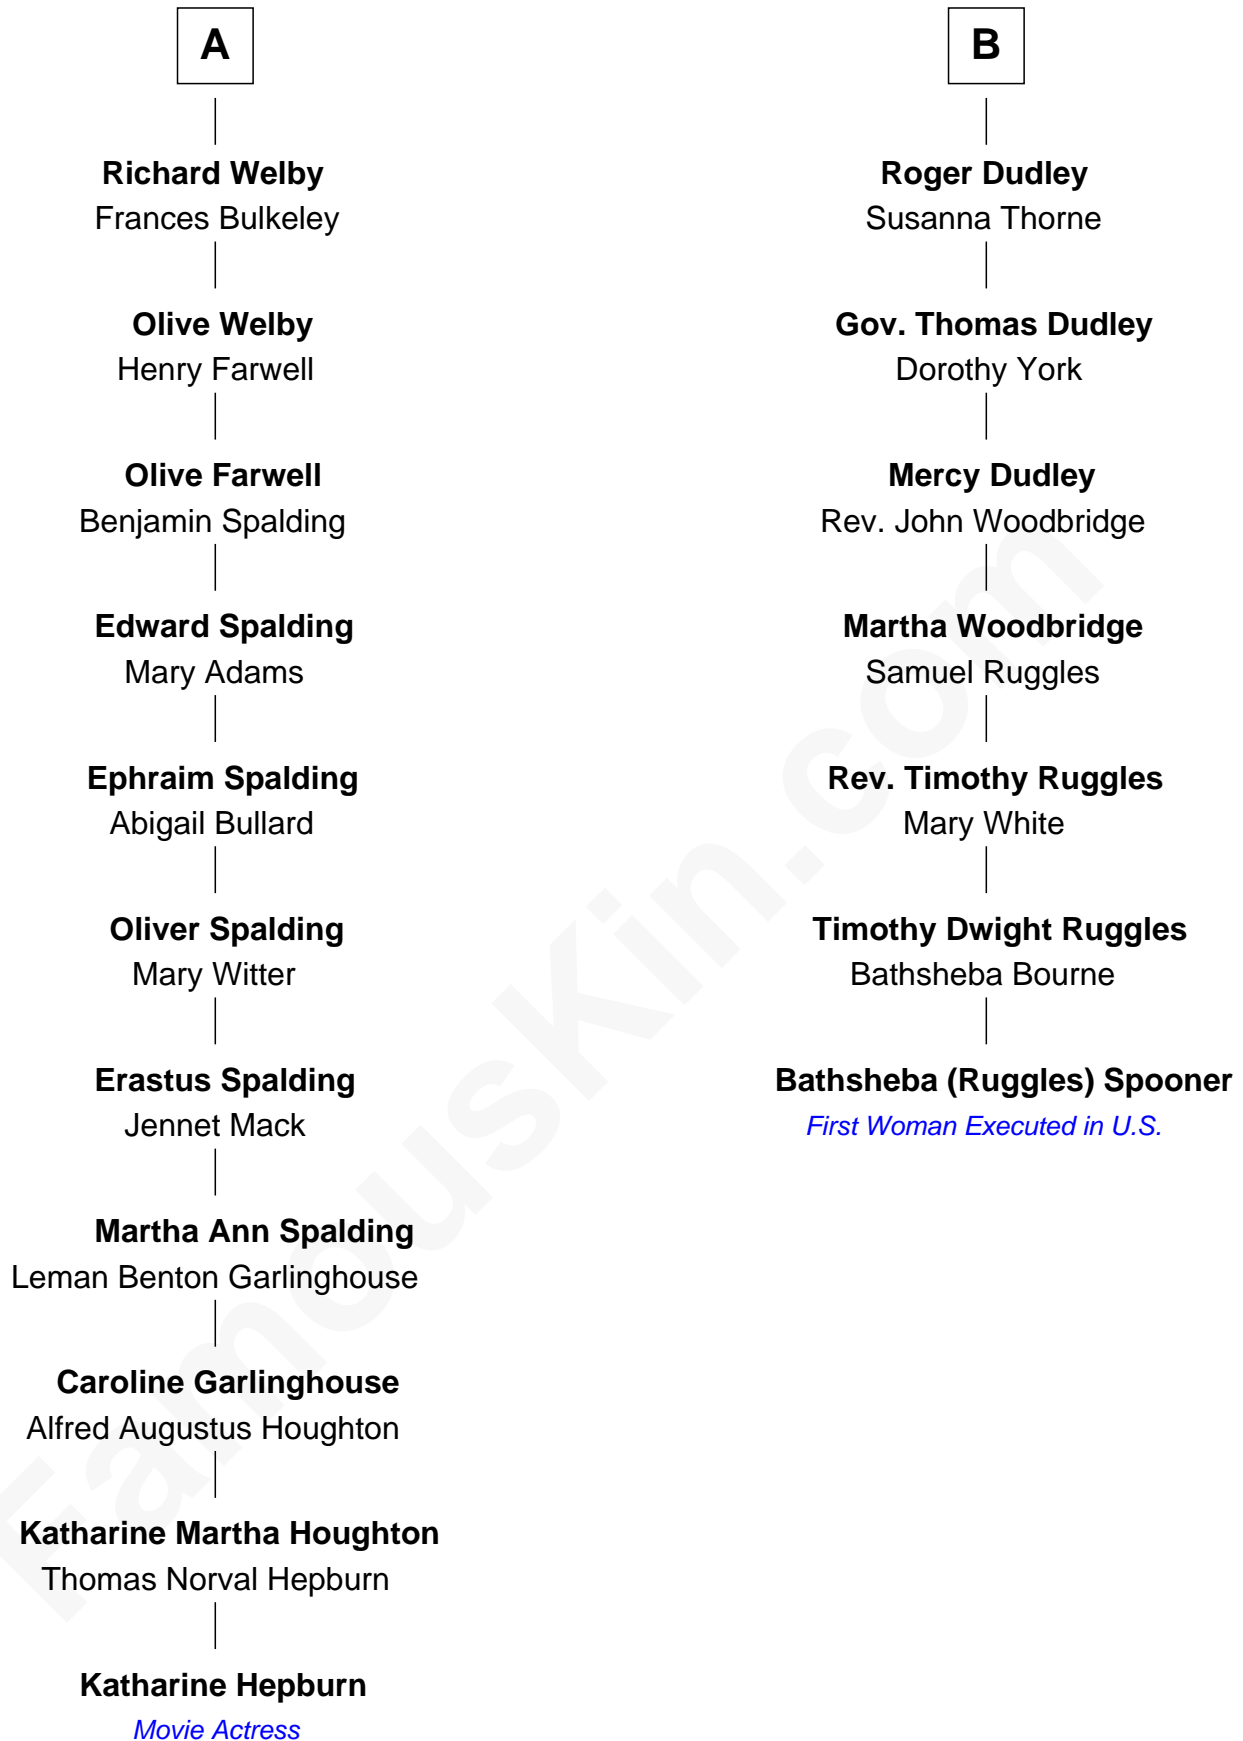 A
Richard Welby
Frances Bulkeley
Olive Welby
Henry Farwell
Olive Farwell
Benjamin Spalding
Edward Spalding
Mary Adams
Ephraim Spalding
Abigail Bullard
Oliver Spalding
Mary Witter
Erastus Spalding
Jennet Mack
Martha Ann Spalding
Leman Benton Garlinghouse
Caroline Garlinghouse
Alfred Augustus Houghton
Katharine Martha Houghton
Thomas Norval Hepburn
Katharine Hepburn
Movie Actress
B
Roger Dudley
Susanna Thorne
Gov. Thomas Dudley
Dorothy York
Mercy Dudley
Rev. John Woodbridge
Martha Woodbridge
Samuel Ruggles
Rev. Timothy Ruggles
Mary White
Timothy Dwight Ruggles
Bathsheba Bourne
Bathsheba (Ruggles) Spooner
First Woman Executed in U.S.
FamousKin.com